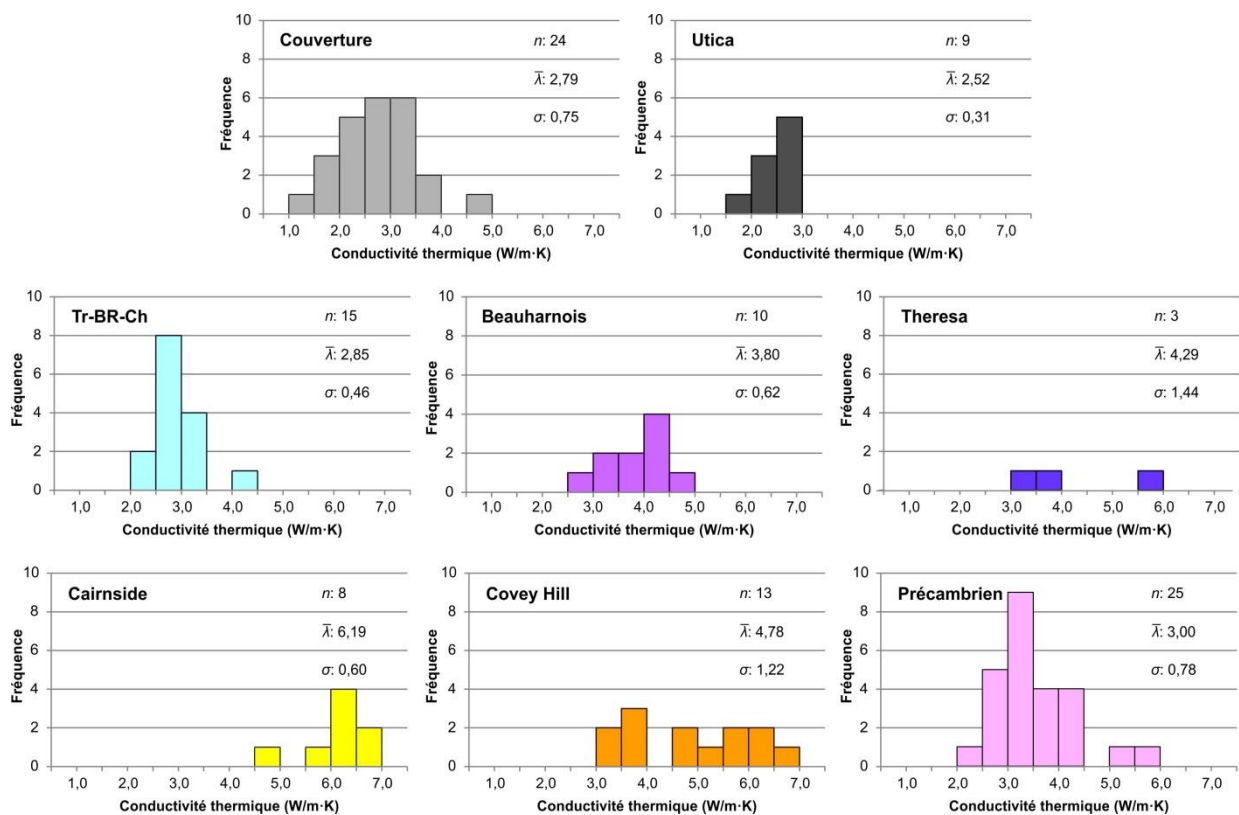 Couverture
n: 24
λ̅: 2,79
σ: 0,75
Fréquence
10
8
6
4
2
0
1,0 2,0 3,0 4,0 5,0 6,0 7,0
Conductivité thermique (W/m·K)
Utica
n: 9
λ̅: 2,52
σ: 0,31
Fréquence
10
8
6
4
2
0
1,0 2,0 3,0 4,0 5,0 6,0 7,0
Conductivité thermique (W/m·K)
Tr-BR-Ch
n: 15
λ̅: 2,85
σ: 0,46
Fréquence
10
8
6
4
2
0
1,0 2,0 3,0 4,0 5,0 6,0 7,0
Conductivité thermique (W/m·K)
Beauharnois
n: 10
λ̅: 3,80
σ: 0,62
Fréquence
10
8
6
4
2
0
1,0 2,0 3,0 4,0 5,0 6,0 7,0
Conductivité thermique (W/m·K)
Theresa
n: 3
λ̅: 4,29
σ: 1,44
Fréquence
10
8
6
4
2
0
1,0 2,0 3,0 4,0 5,0 6,0 7,0
Conductivité thermique (W/m·K)
Cairnside
n: 8
λ̅: 6,19
σ: 0,60
Fréquence
10
8
6
4
2
0
1,0 2,0 3,0 4,0 5,0 6,0 7,0
Conductivité thermique (W/m·K)
Covey Hill
n: 13
λ̅: 4,78
σ: 1,22
Fréquence
10
8
6
4
2
0
1,0 2,0 3,0 4,0 5,0 6,0 7,0
Conductivité thermique (W/m·K)
Précambrien
n: 25
λ̅: 3,00
σ: 0,78
Fréquence
10
8
6
4
2
0
1,0 2,0 3,0 4,0 5,0 6,0 7,0
Conductivité thermique (W/m·K)